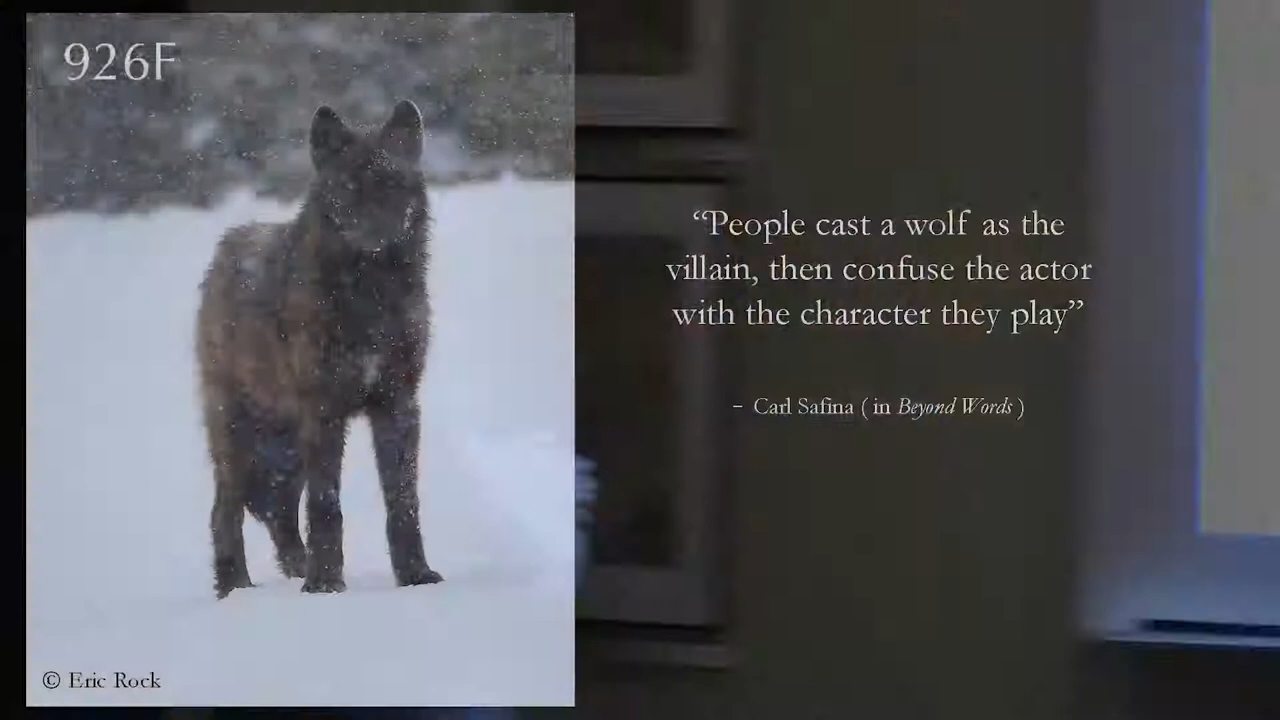 926F
“People cast a wolf as the
villain, then confuse the actor
with the character they play”
– Carl Safina ( in Beyond Words )
© Eric Rock